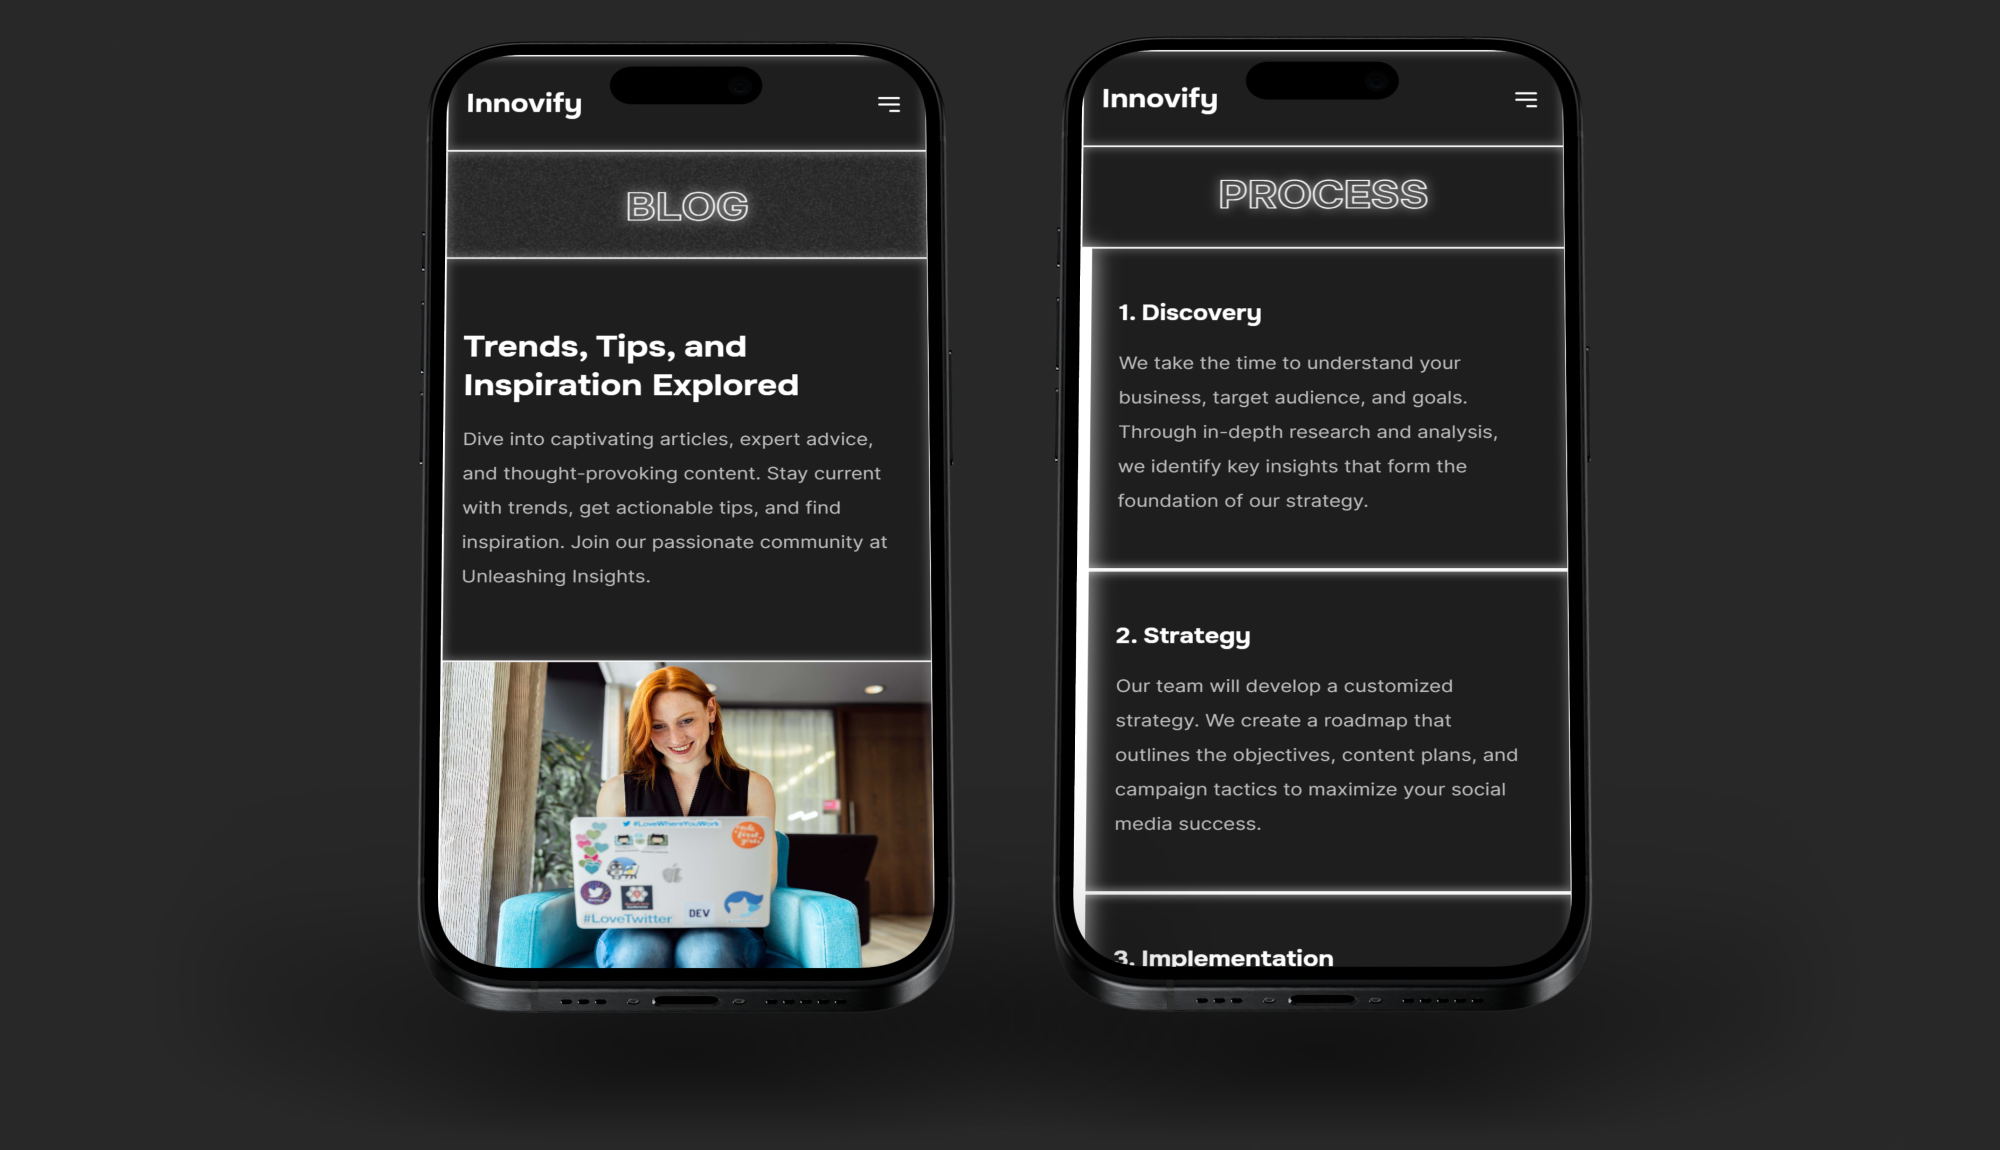 Innovify
BLOG
Trends, Tips, and
Inspiration Explored
Dive into captivating articles, expert advice,
and thought-provoking content. Stay current
with trends, get actionable tips, and find
inspiration. Join our passionate community at
Unleashing Insights.
#LoveWhereYouWork
#LoveTwitter
DEV
Innovify
PROCESS
1. Discovery
We take the time to understand your
business, target audience, and goals.
Through in-depth research and analysis,
we identify key insights that form the
foundation of our strategy.
2. Strategy
Our team will develop a customized
strategy. We create a roadmap that
outlines the objectives, content plans, and
campaign tactics to maximize your social
media success.
3. Implementation